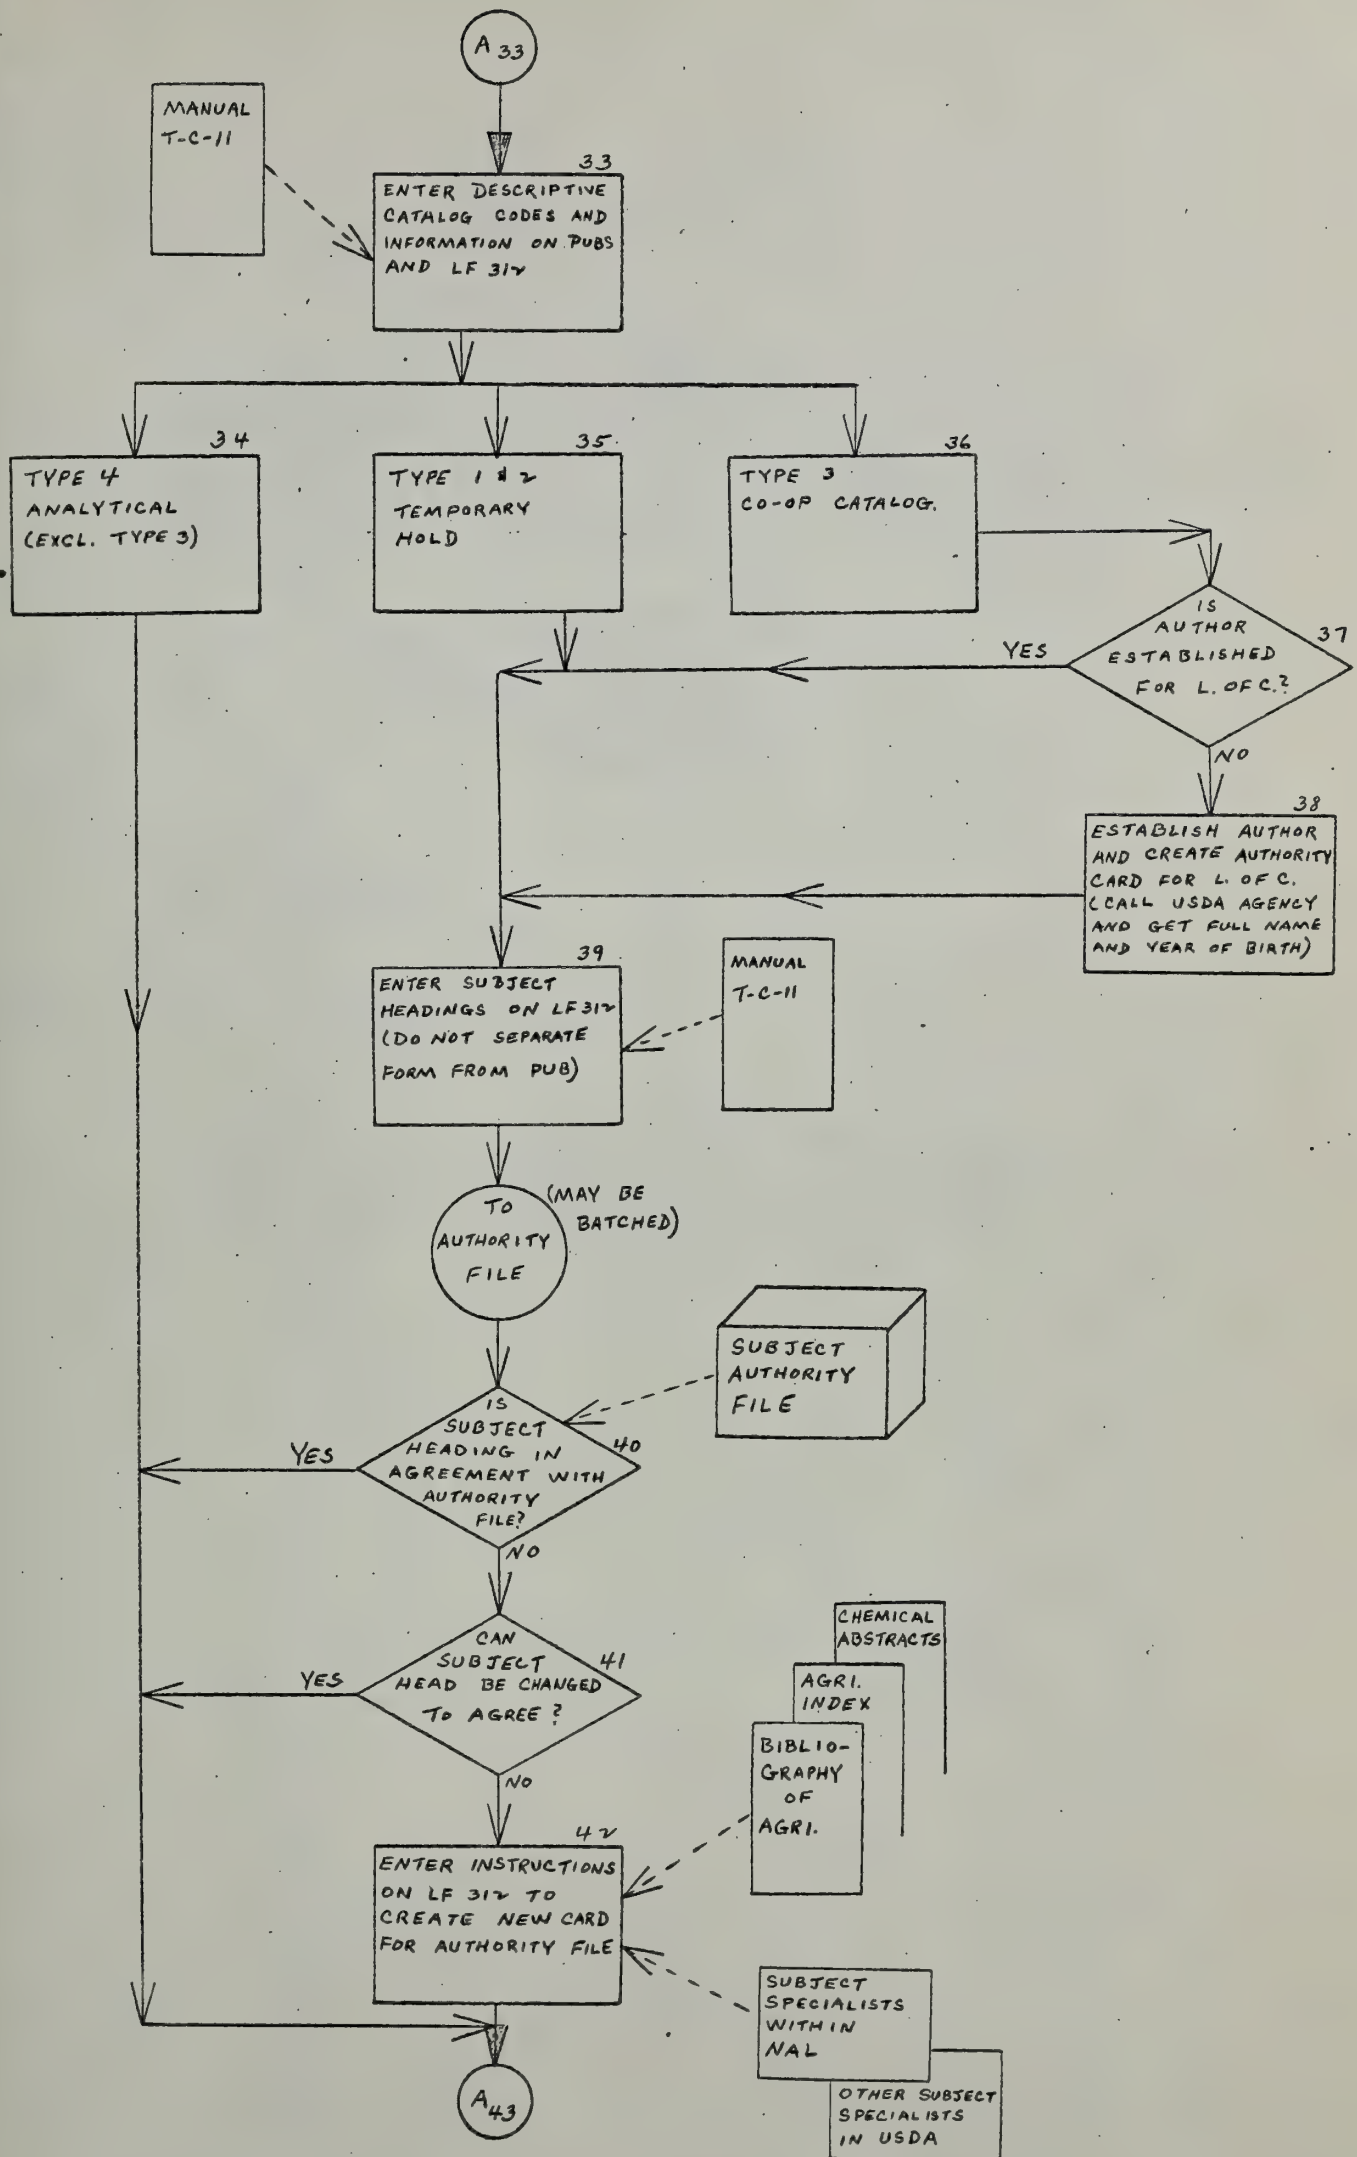 A 33
MANUAL
T-C-11
33
ENTER DESCRIPTIVE
CATALOG CODES AND
INFORMATION ON PUBS
AND LF 312
34
TYPE 4
ANALYTICAL
(EXCL. TYPE 3)
35
TYPE 1 & 2
TEMPORARY
HOLD
36
TYPE 3
CO-OP CATALOG.
37
IS
AUTHOR
ESTABLISHED
FOR L. OF C.?
YES
NO
38
ESTABLISH AUTHOR
AND CREATE AUTHORITY
CARD FOR L. OF C.
(CALL USDA AGENCY
AND GET FULL NAME
AND YEAR OF BIRTH)
39
ENTER SUBJECT
HEADINGS ON LF 312
(DO NOT SEPARATE
FORM FROM PUB)
MANUAL
T-C-11
TO
AUTHORITY
FILE
(MAY BE
BATCHED)
SUBJECT
AUTHORITY
FILE
IS
SUBJECT
HEADING IN
AGREEMENT WITH
AUTHORITY
FILE?
40
YES
NO
CAN
SUBJECT
HEAD BE CHANGED
TO AGREE?
41
YES
NO
CHEMICAL
ABSTRACTS
AGRI.
INDEX
BIBLIO-
GRAPHY
OF
AGRI.
42
ENTER INSTRUCTIONS
ON LF 312 TO
CREATE NEW CARD
FOR AUTHORITY FILE
SUBJECT
SPECIALISTS
WITHIN
NAL
OTHER SUBJECT
SPECIALISTS
IN USDA
A 43